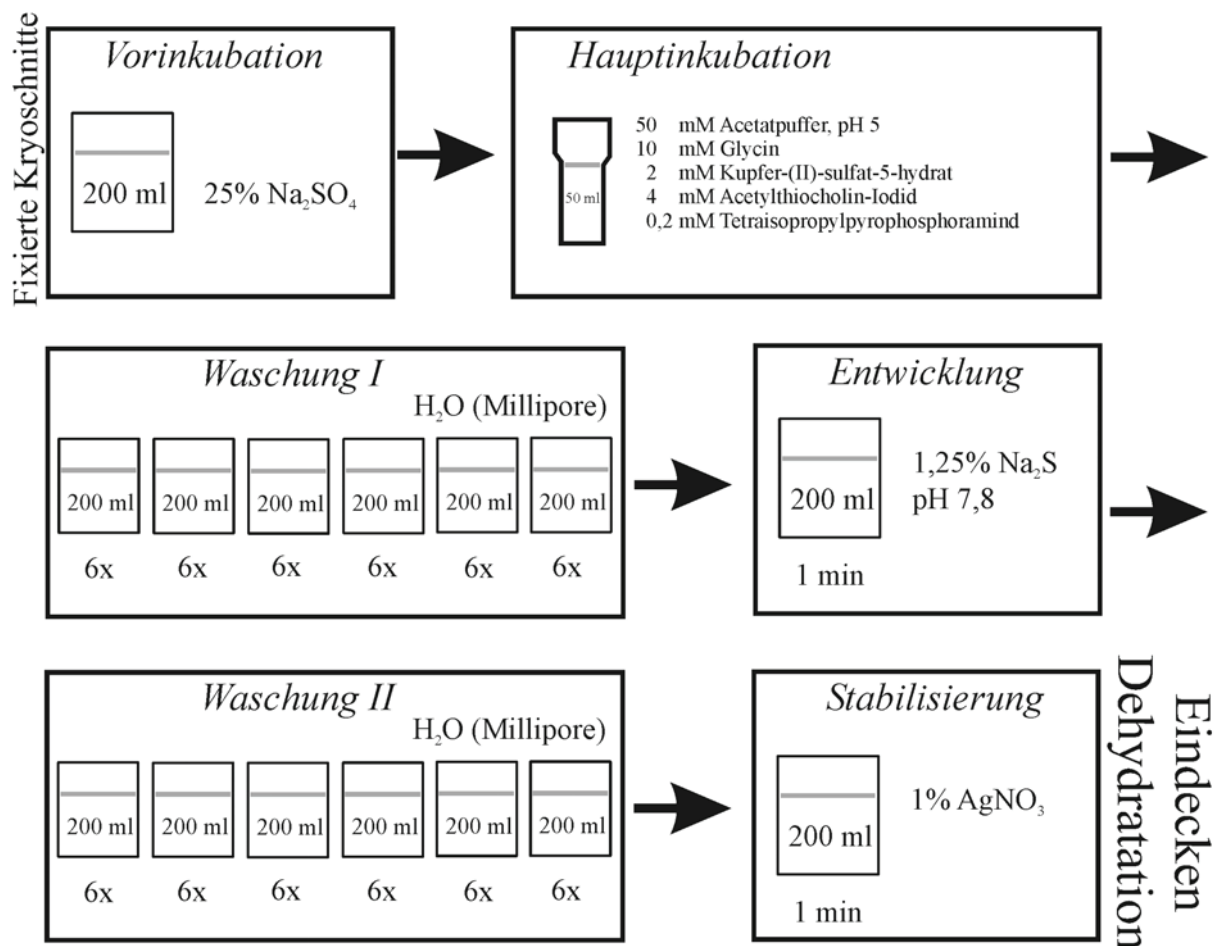 Fixierte Kryoschnitte
Vorinkubation
200 ml
25% Na₂SO₄
Hauptinkubation
50 ml
50 mM Acetatpuffer, pH 5
10 mM Glycin
2 mM Kupfer-(II)-sulfat-5-hydrat
4 mM Acetylthiocholin-Iodid
0,2 mM Tetraisopropylpyrophosphoramind
Waschung I
H₂O (Millipore)
200 ml 200 ml 200 ml 200 ml 200 ml 200 ml
6x 6x 6x 6x 6x 6x
Entwicklung
200 ml
1,25% Na₂S
pH 7,8
1 min
Waschung II
H₂O (Millipore)
200 ml 200 ml 200 ml 200 ml 200 ml 200 ml
6x 6x 6x 6x 6x 6x
Stabilisierung
200 ml
1% AgNO₃
1 min
Dehydratation
Eindecken